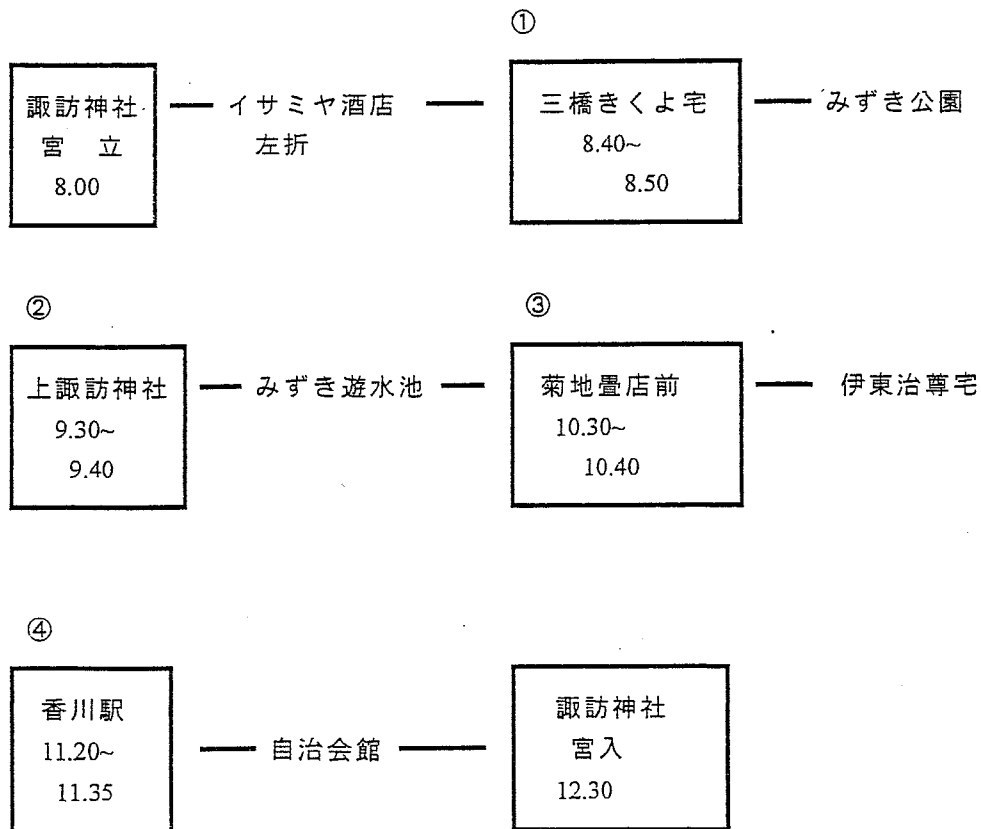 ①
諏訪神社
宮 立
8.00
イサミヤ酒店
左折
三橋きくよ宅
8.40~
8.50
みずき公園
②
上諏訪神社
9.30~
9.40
みずき遊水池
③
菊地畳店前
10.30~
10.40
伊東治尊宅
④
香川駅
11.20~
11.35
自治会館
諏訪神社
宮入
12.30